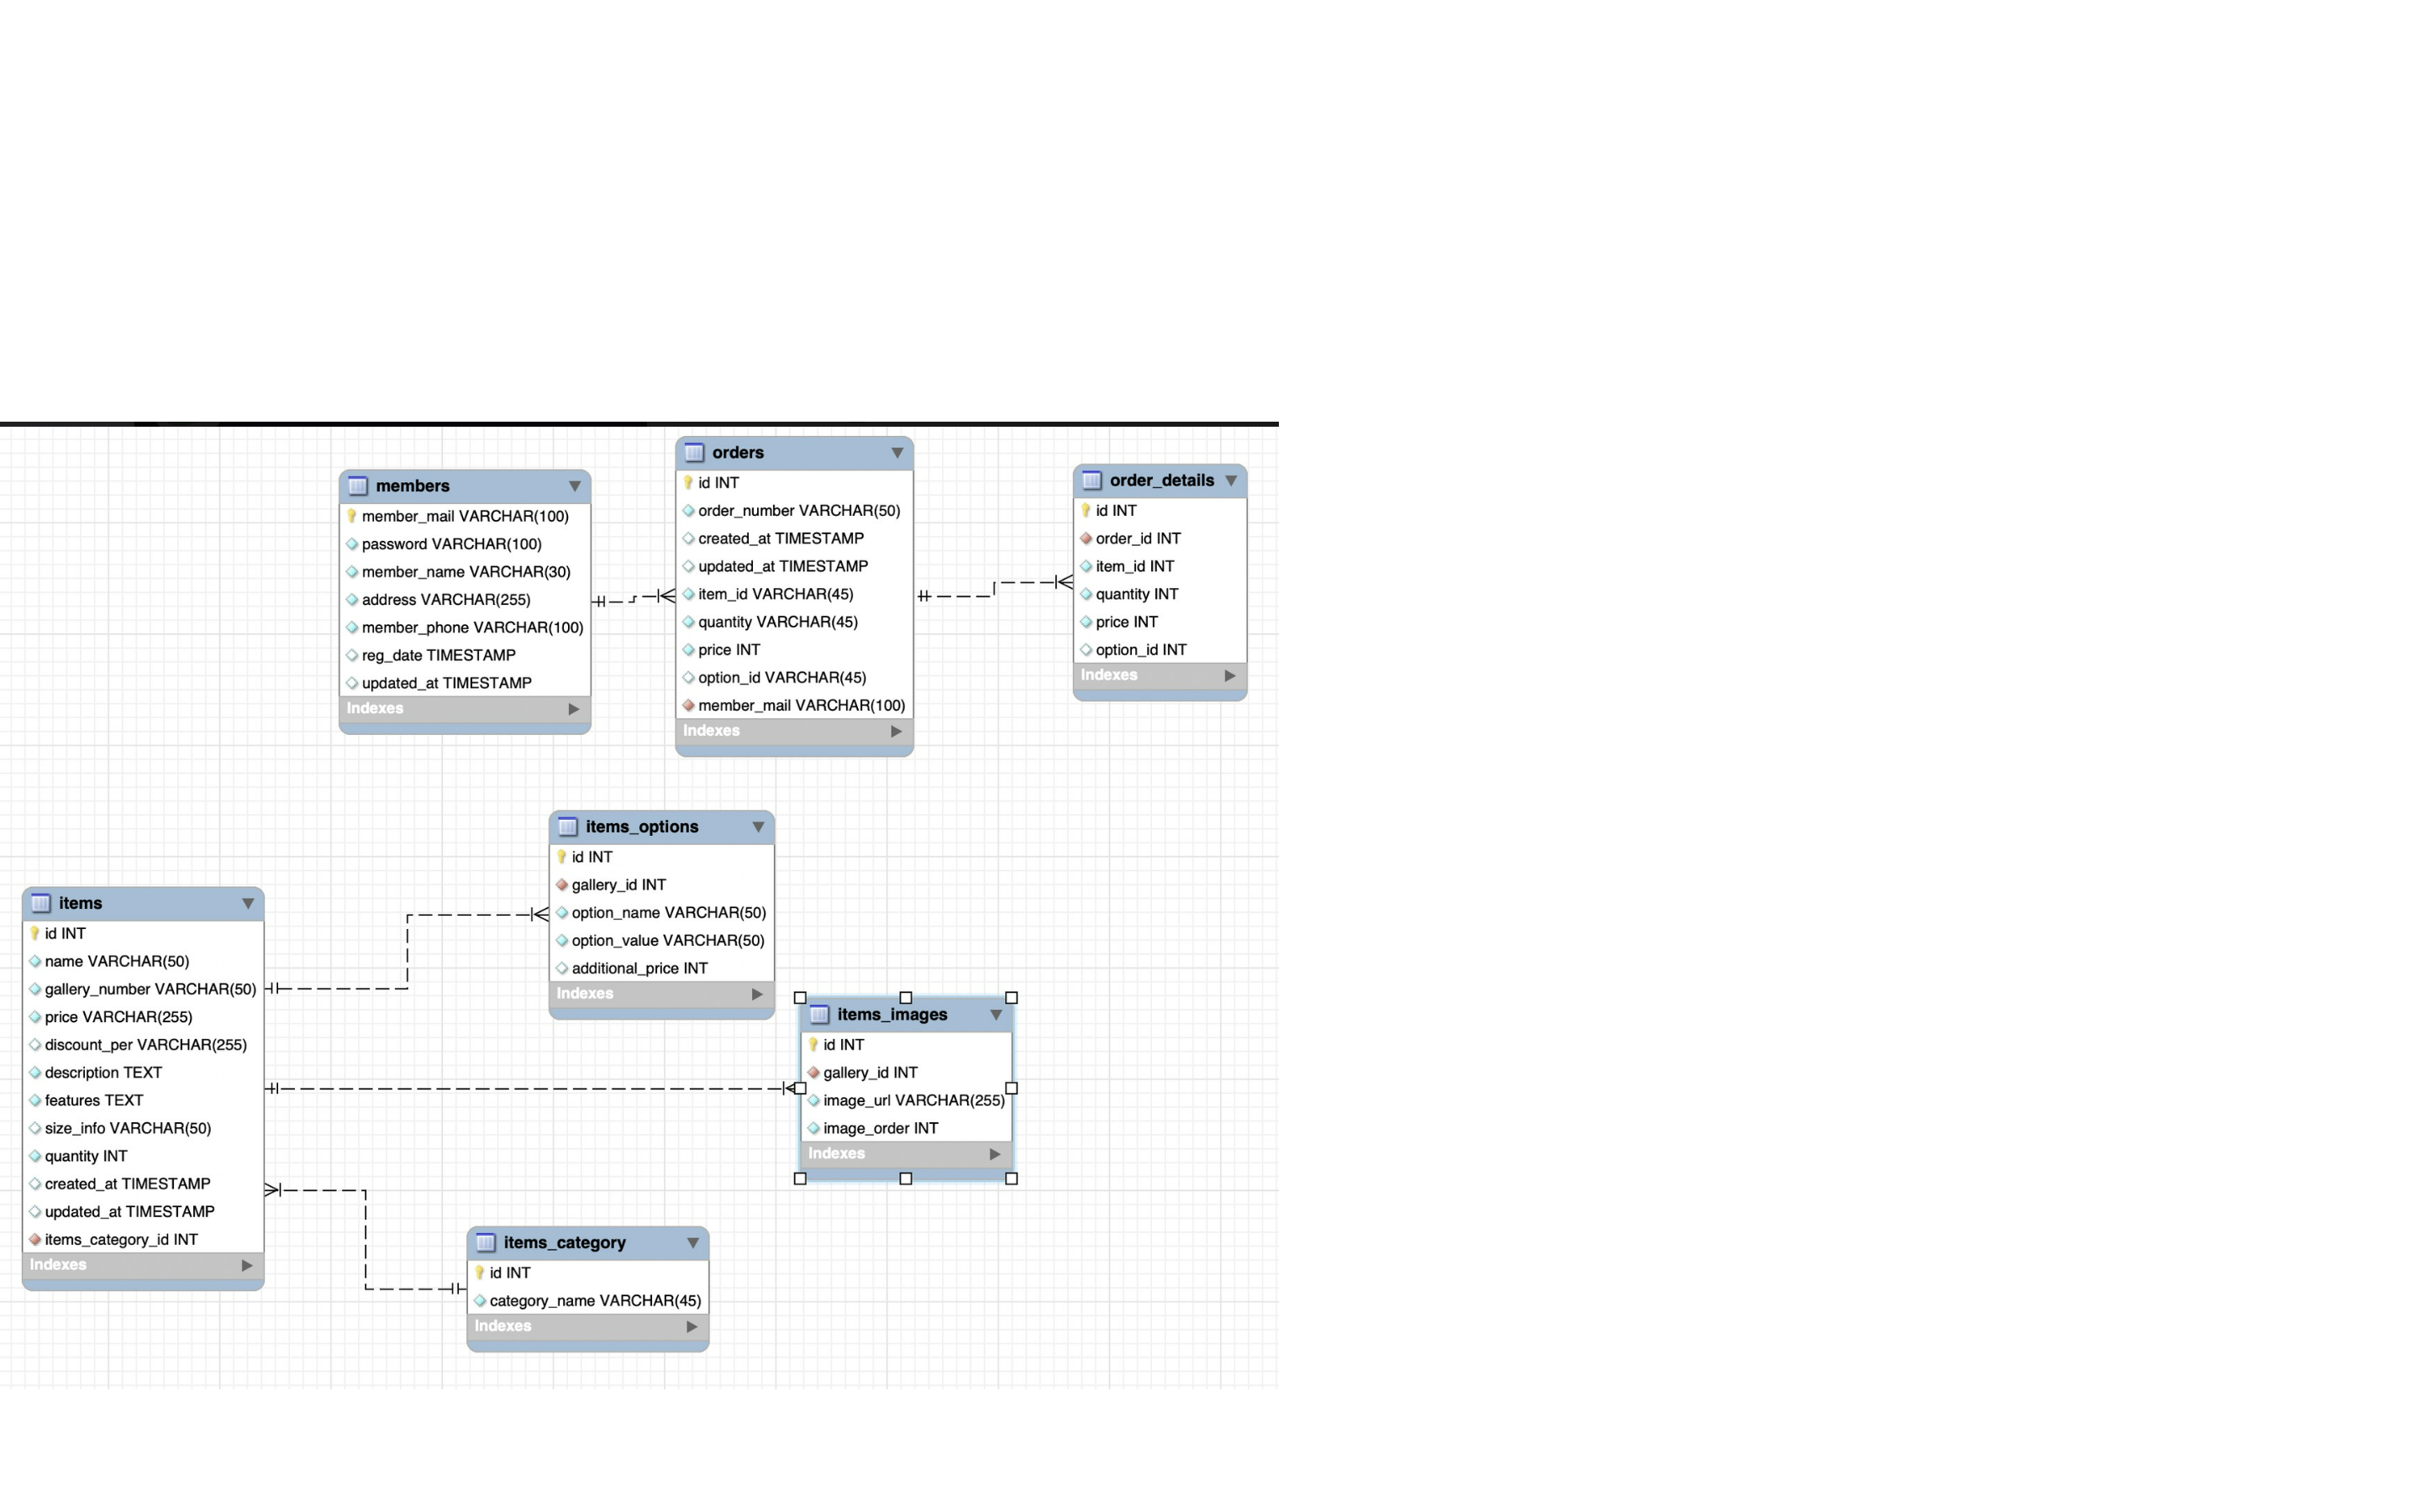 members
member_mail VARCHAR(100)
password VARCHAR(100)
member_name VARCHAR(30)
address VARCHAR(255)
member_phone VARCHAR(100)
reg_date TIMESTAMP
updated_at TIMESTAMP
Indexes
orders
id INT
order_number VARCHAR(50)
created_at TIMESTAMP
updated_at TIMESTAMP
item_id VARCHAR(45)
quantity VARCHAR(45)
price INT
option_id VARCHAR(45)
member_mail VARCHAR(100)
Indexes
order_details
id INT
order_id INT
item_id INT
quantity INT
price INT
option_id INT
Indexes
items_options
id INT
gallery_id INT
option_name VARCHAR(50)
option_value VARCHAR(50)
additional_price INT
Indexes
items
id INT
name VARCHAR(50)
gallery_number VARCHAR(50)
price VARCHAR(255)
discount_per VARCHAR(255)
description TEXT
features TEXT
size_info VARCHAR(50)
quantity INT
created_at TIMESTAMP
updated_at TIMESTAMP
items_category_id INT
Indexes
items_images
id INT
gallery_id INT
image_url VARCHAR(255)
image_order INT
Indexes
items_category
id INT
category_name VARCHAR(45)
Indexes